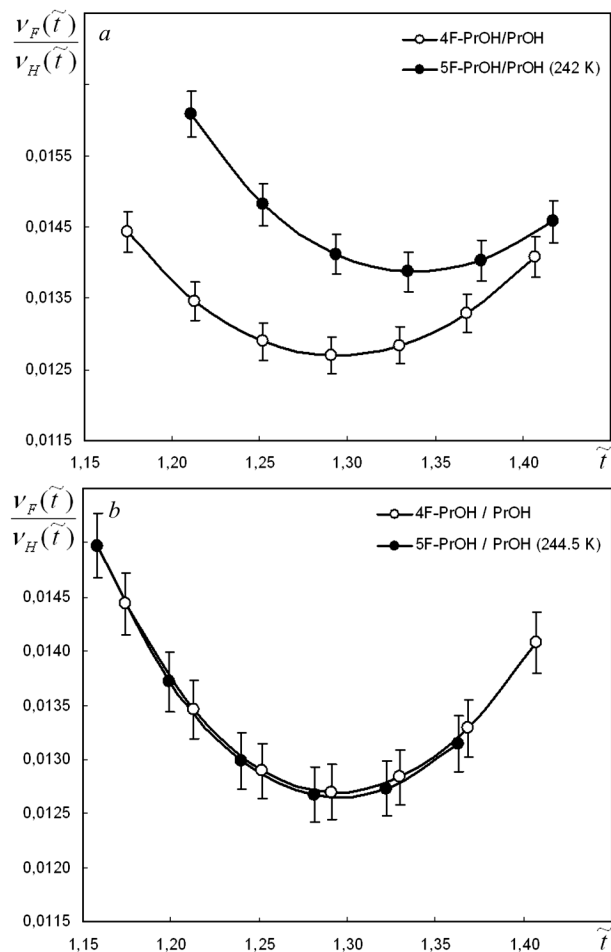 ν_F(t̃)
ν_H(t̃)
a
4F-PrOH/PrOH
5F-PrOH/PrOH (242 K)
0,0155
0,0145
0,0135
0,0125
0,0115
1,15 1,20 1,25 1,30 1,35 1,40 t̃
ν_F(t̃)
ν_H(t̃)
b
4F-PrOH / PrOH
5F-PrOH / PrOH (244.5 K)
0,0145
0,0140
0,0135
0,0130
0,0125
0,0120
0,0115
1,15 1,20 1,25 1,30 1,35 1,40 t̃